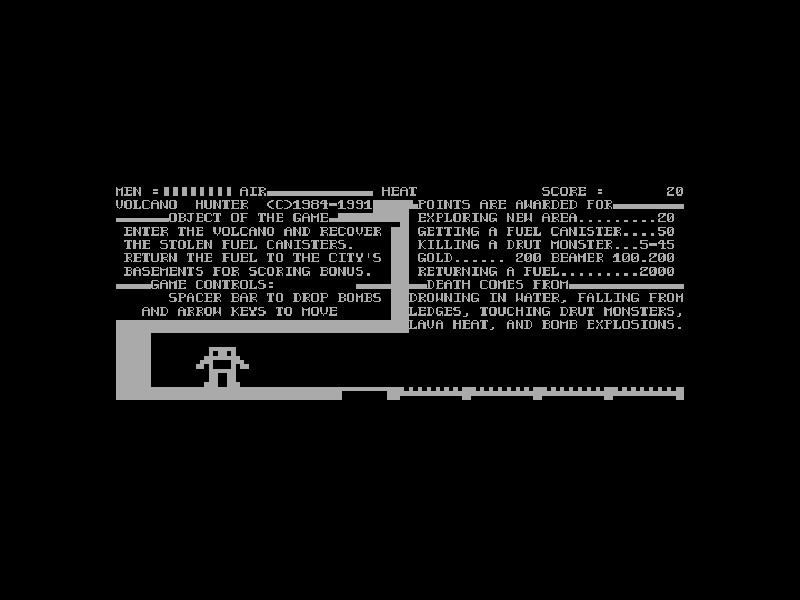 MEN = AIR HEAT SCORE : 20
VOLCANO HUNTER (C)1984-1991
OBJECT OF THE GAME
ENTER THE VOLCANO AND RECOVER
THE STOLEN FUEL CANISTERS.
RETURN THE FUEL TO THE CITY'S
BASEMENTS FOR SCORING BONUS.
GAME CONTROLS:
SPACER BAR TO DROP BOMBS
AND ARROW KEYS TO MOVE
POINTS ARE AWARDED FOR
EXPLORING NEW AREA.........20
GETTING A FUEL CANISTER....50
KILLING A DRUT MONSTER...5-45
GOLD...... 200 BEAMER 100.200
RETURNING A FUEL.........2000
DEATH COMES FROM
DROWNING IN WATER, FALLING FROM
LEDGES, TOUCHING DRUT MONSTERS,
LAVA HEAT, AND BOMB EXPLOSIONS.